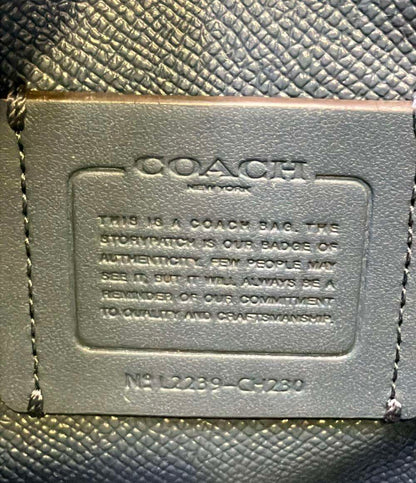 COACH
NEW YORK
THIS IS A COACH BAG. THE
STORYPATCH IS OUR BADGE OF
AUTHENTICITY. FEW PEOPLE MAY
SEE IT, BUT IT WILL ALWAYS BE A
REMINDER OF OUR COMMITMENT
TO QUALITY AND CRAFTSMANSHIP.
Nº L2239-CH230